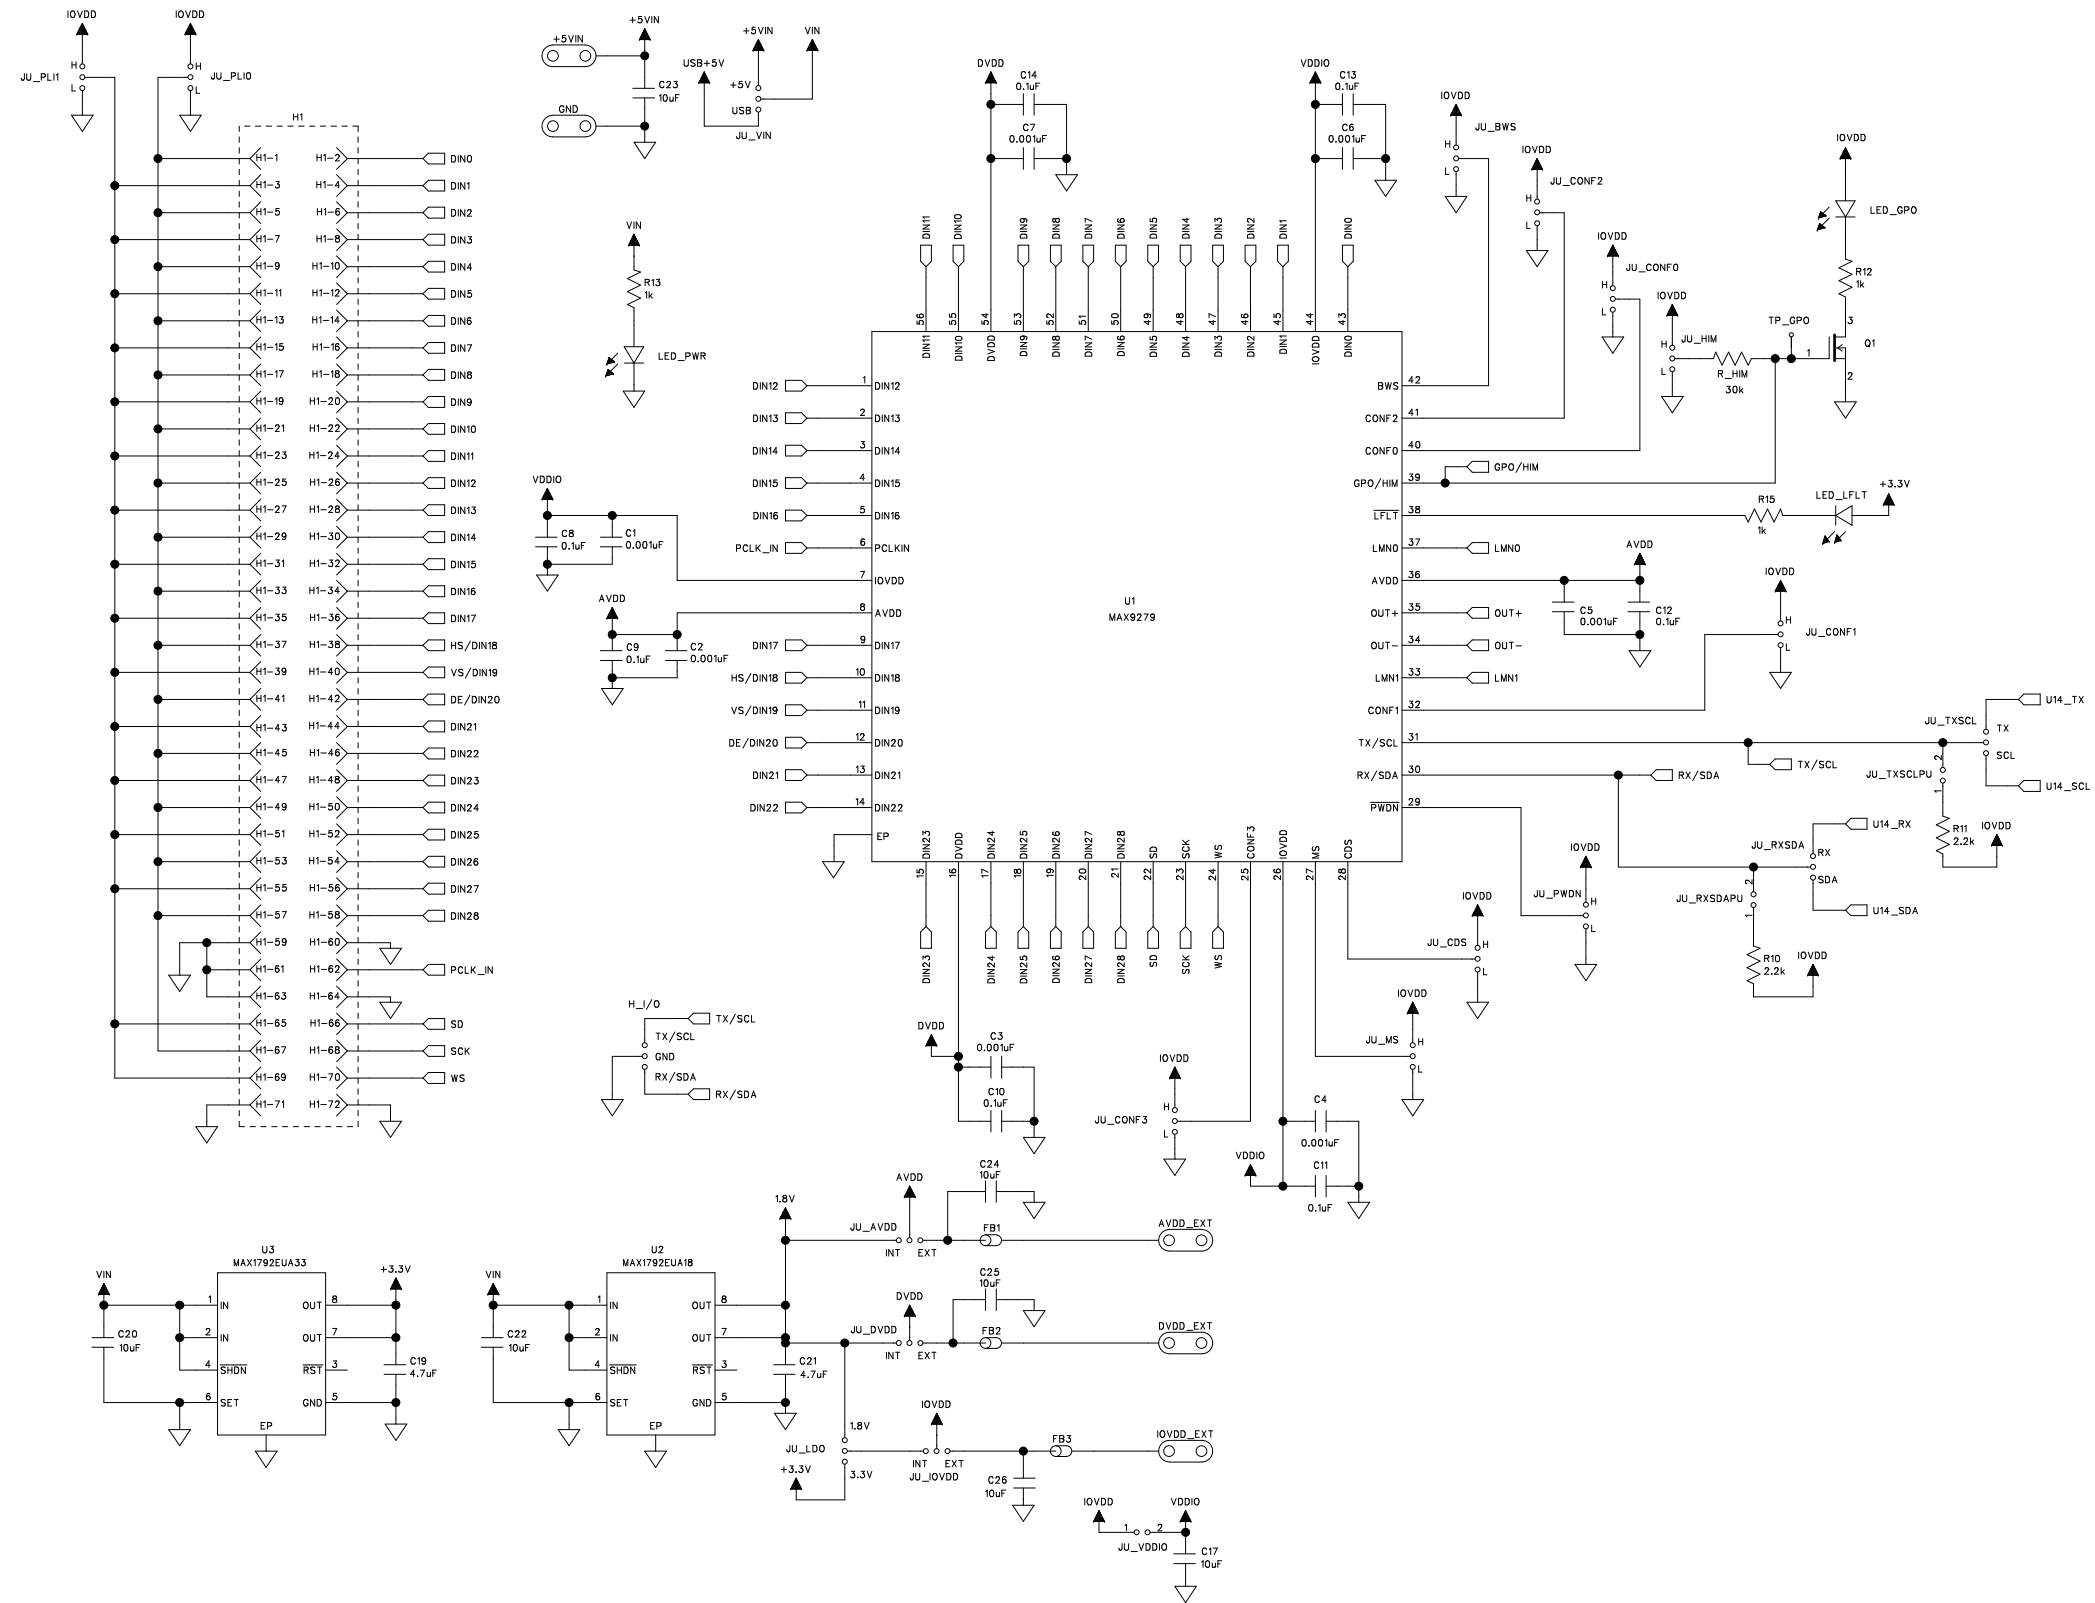 IOVDD
IOVDD
H
JU_PLI1
L
H
JU_PLI0
L
+5VIN
+5VIN
C23
10uF
GND
USB+5V
+5VIN
VIN
+5V
USB
JU_VIN
DVDD
C14
0.1uF
C7
0.001uF
VDDIO
C13
0.1uF
C6
0.001uF
IOVDD
JU_BWS
H
L
IOVDD
JU_CONF2
H
L
IOVDD
JU_CONF0
H
L
IOVDD
JU_HIM
H
L
R_HIM
30k
TP_GPO
IOVDD
LED_GPO
R12
1k
3
1
Q1
2
H1
H1-1 H1-2 DIN0
H1-3 H1-4 DIN1
H1-5 H1-6 DIN2
H1-7 H1-8 DIN3
H1-9 H1-10 DIN4
H1-11 H1-12 DIN5
H1-13 H1-14 DIN6
H1-15 H1-16 DIN7
H1-17 H1-18 DIN8
H1-19 H1-20 DIN9
H1-21 H1-22 DIN10
H1-23 H1-24 DIN11
H1-25 H1-26 DIN12
H1-27 H1-28 DIN13
H1-29 H1-30 DIN14
H1-31 H1-32 DIN15
H1-33 H1-34 DIN16
H1-35 H1-36 DIN17
H1-37 H1-38 HS/DIN18
H1-39 H1-40 VS/DIN19
H1-41 H1-42 DE/DIN20
H1-43 H1-44 DIN21
H1-45 H1-46 DIN22
H1-47 H1-48 DIN23
H1-49 H1-50 DIN24
H1-51 H1-52 DIN25
H1-53 H1-54 DIN26
H1-55 H1-56 DIN27
H1-57 H1-58 DIN28
H1-59 H1-60
H1-61 H1-62 PCLK_IN
H1-63 H1-64
H1-65 H1-66 SD
H1-67 H1-68 SCK
H1-69 H1-70 WS
H1-71 H1-72
VIN
R13
1k
LED_PWR
VDDIO
C8
0.1uF
C1
0.001uF
AVDD
C9
0.1uF
C2
0.001uF
DIN11 DIN10 DIN9 DIN8 DIN7 DIN6 DIN5 DIN4 DIN3 DIN2 DIN1 DIN0
56 55 54 53 52 51 50 49 48 47 46 45 44 43
DIN11 DIN10 DVDD DIN9 DIN8 DIN7 DIN6 DIN5 DIN4 DIN3 DIN2 DIN1 IOVDD DIN0
DIN12 1 DIN12
DIN13 2 DIN13
DIN14 3 DIN14
DIN15 4 DIN15
DIN16 5 DIN16
PCLK_IN 6 PCLKIN
7 IOVDD
8 AVDD
DIN17 9 DIN17
HS/DIN18 10 DIN18
VS/DIN19 11 DIN19
DE/DIN20 12 DIN20
DIN21 13 DIN21
DIN22 14 DIN22
EP
U1
MAX9279
BWS 42
CONF2 41
CONF0 40
GPO/HIM 39 GPO/HIM
LFLT 38
LMN0 37 LMN0
AVDD 36
OUT+ 35 OUT+
OUT- 34 OUT-
LMN1 33 LMN1
CONF1 32
TX/SCL 31
RX/SDA 30 RX/SDA
PWDN 29
DIN23 DVDD DIN24 DIN25 DIN26 DIN27 DIN28 SD SCK WS CONF3 IOVDD MS CDS
15 16 17 18 19 20 21 22 23 24 25 26 27 28
DIN23 DIN24 DIN25 DIN26 DIN27 DIN28 SD SCK WS
R15
1k
LED_LFLT
+3.3V
AVDD
C5
0.001uF
C12
0.1uF
IOVDD
H
JU_CONF1
L
U14_TX
JU_TXSCL
TX
SCL
U14_SCL
TX/SCL
2
JU_TXSCLPU
1
R11
2.2k
IOVDD
U14_RX
JU_RXSDA
RX
SDA
U14_SDA
2
JU_RXSDAPU
1
R10
2.2k
IOVDD
IOVDD
JU_PWDN
H
L
IOVDD
JU_CDS
H
L
IOVDD
JU_MS
H
L
IOVDD
H
JU_CONF3
L
C4
0.001uF
VDDIO
C11
0.1uF
DVDD
C3
0.001uF
C10
0.1uF
H_I/O
TX/SCL
TX/SCL
GND
RX/SDA
RX/SDA
U3
MAX1792EUA33
VIN
+3.3V
1 IN OUT 8
2 IN OUT 7
4 SHDN RST 3
6 SET GND 5
EP
C20
10uF
C19
4.7uF
U2
MAX1792EUA18
VIN
1.8V
1 IN OUT 8
2 IN OUT 7
4 SHDN RST 3
6 SET GND 5
EP
C22
10uF
C21
4.7uF
AVDD
C24
10uF
JU_AVDD
INT EXT
FB1
AVDD_EXT
DVDD
C25
10uF
JU_DVDD
INT EXT
FB2
DVDD_EXT
1.8V
JU_LDO
+3.3V
3.3V
IOVDD
INT EXT
JU_IOVDD
C26
10uF
FB3
IOVDD_EXT
IOVDD
VDDIO
1 2
JU_VDDIO
C17
10uF